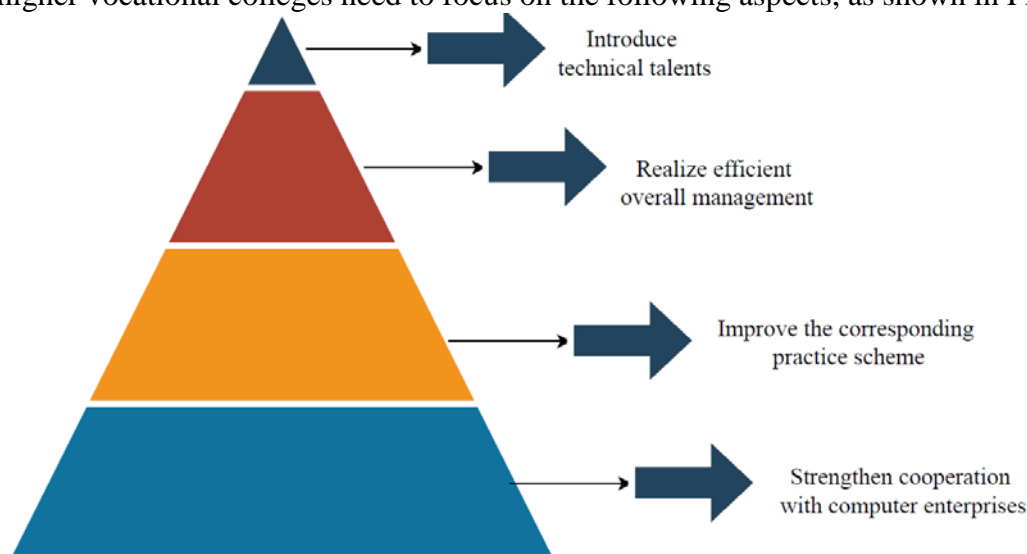 higher vocational colleges need to focus on the following aspects, as shown in
Introduce
technical talents
Realize efficient
overall management
Improve the corresponding
practice scheme
Strengthen cooperation
with computer enterprises